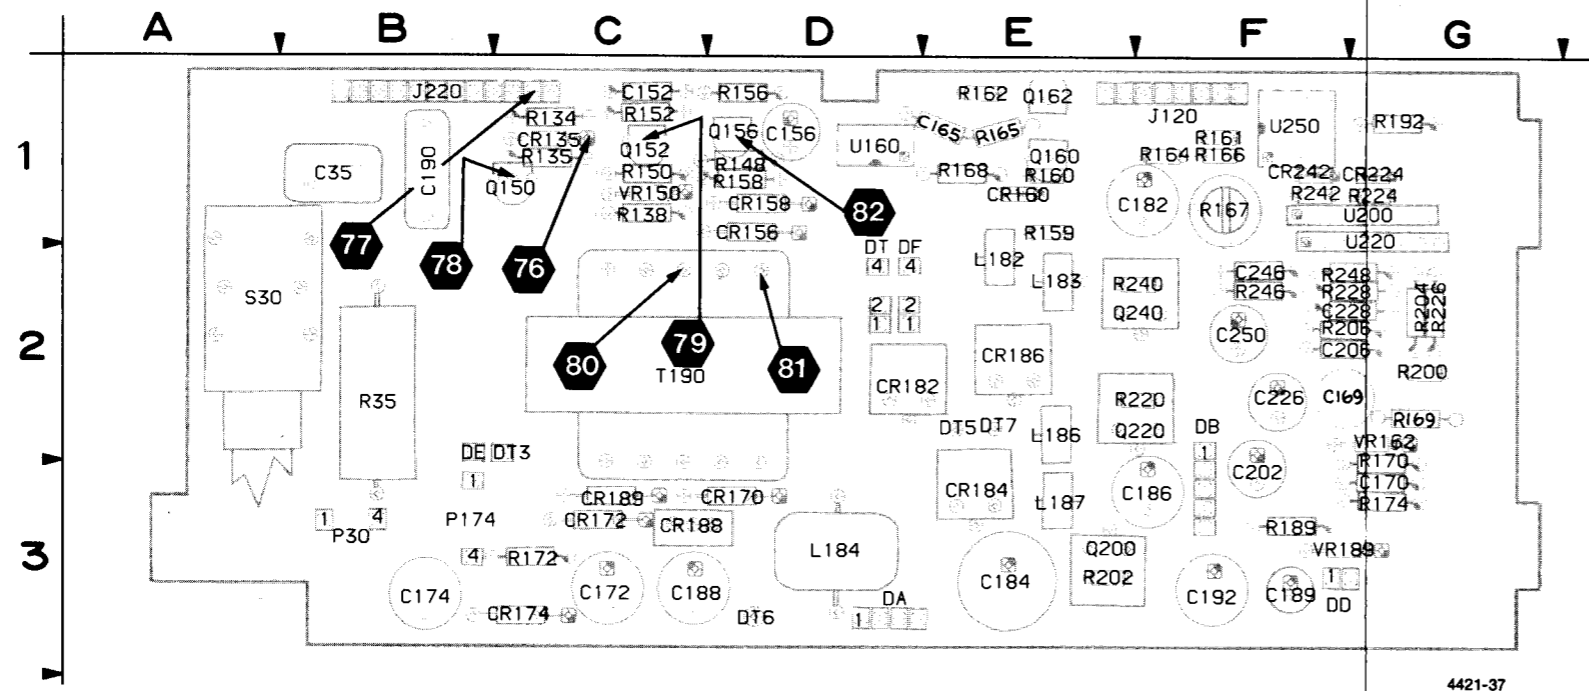 A B C D E F G
1
J220 C152 R156 R162 Q162 J120
R134 R152 Q156 C156 C165 R165 U250 R192
CR135 U160 R161
R135 Q152 R148 Q160 R164 R166
C35 C190 Q150 R150 R158 R168 R160 CR242 CR224
VR150 CR158 CR160 R242 R224
R138 82 C182 R167 U200
77 78 76 CR156 DT DF R159 U220
2
S30 4 4 L182 L183 R240 C246 R248
R246 R228 R204 R226
2 2 Q240 C228
1 1 C250 R206
80 79 81 CR186 C206
T190 CR182 R200
R35 R220 C226 C169
DT5 DT7 L186 Q220 DB R169
DE DT3 1 VR162
1 C202 R170
CR189 CR170 CR184 L187 C186 C170
R174
3
1 4 P174 CR172 CR188 R189
P30 L184 Q200 VR189
4 R172 C184 R202 1
C174 C172 C188 C192 C189
DA DD
CR174 DT6 1
4421-37